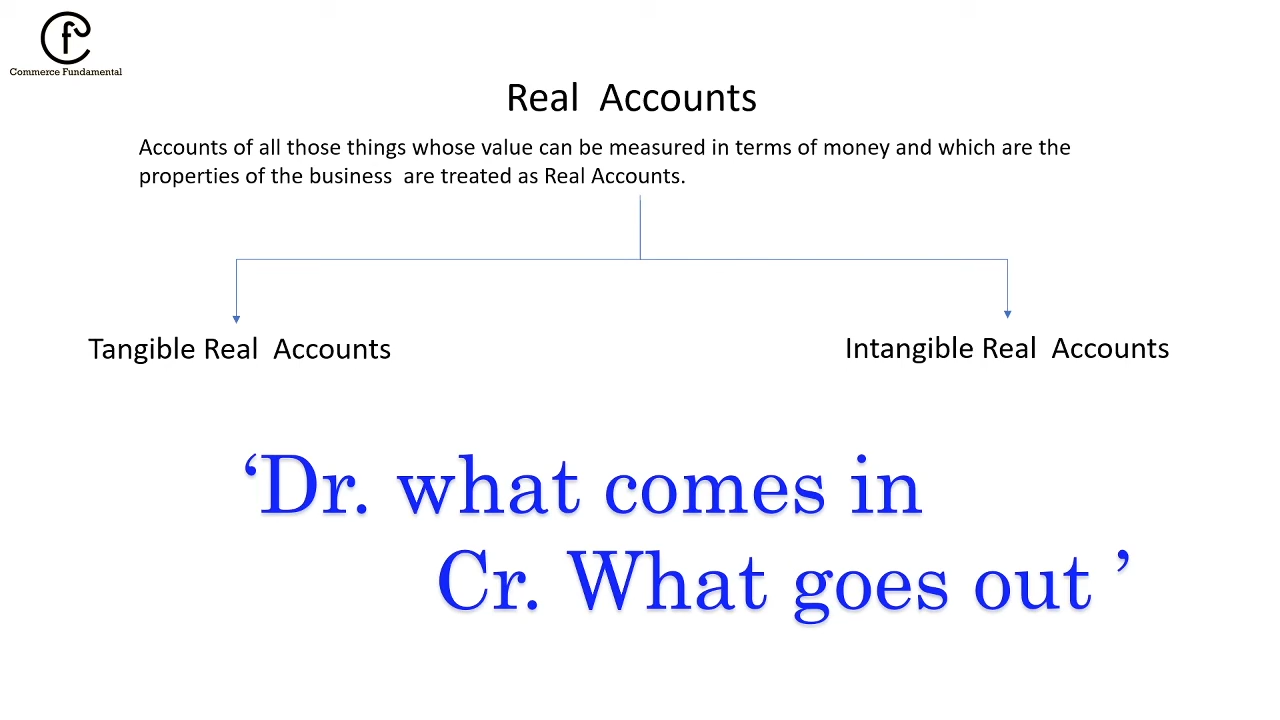 Commerce Fundamental
Real Accounts
Accounts of all those things whose value can be measured in terms of money and which are the
properties of the business are treated as Real Accounts.
Tangible Real Accounts
Intangible Real Accounts
‘Dr. what comes in
Cr. What goes out ’